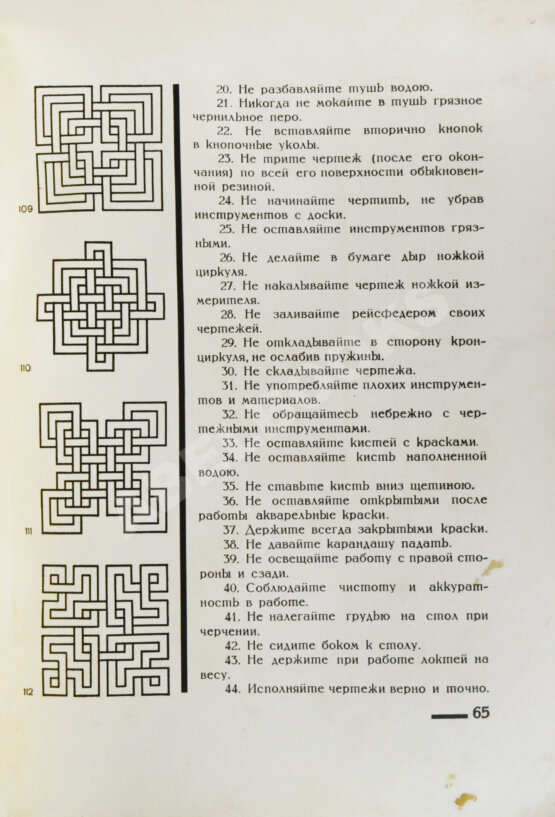 20. Не разбавляйте тушь водою.
21. Никогда не мокайте в тушь грязное
чернильное перо.
22. Не вставляйте вторично кнопок
в кнопочные уколы.
23. Не трите чертеж (после его окон-
чания) по всей его поверхности обыкновен-
ной резиной.
24. Не начинайте чертить, не убрав
инструментов с доски.
25. Не оставляйте инструментов гряз-
ными.
26. Не делайте в бумаге дыр ножкой
циркуля.
27. Не накалывайте чертеж ножкой из-
мерителя.
28. Не заливайте рейсфедером своих
чертежей.
29. Не откладывайте в сторону крон-
циркуля, не ослабив пружины.
30. Не складывайте чертежа.
31. Не употребляйте плохих инструмен-
тов и материалов.
32. Не обращайтесь небрежно с чер-
тежными инструментами.
33. Не оставляйте кистей с красками.
34. Не оставляйте кисть наполненной
водою.
35. Не ставьте кисть вниз щетиною.
36. Не оставляйте открытыми после
работы акварельные краски.
37. Держите всегда закрытыми краски.
38. Не давайте карандашу падать.
39. Не освещайте работу с правой сто-
роны и сзади.
40. Соблюдайте чистоту и аккурат-
ность в работе.
41. Не налегайте грудью на стол при
черчении.
42. Не сидите боком к столу.
43. Не держите при работе локтей на
весу.
44. Исполняйте чертежи верно и точно.
109
110
111
112
65